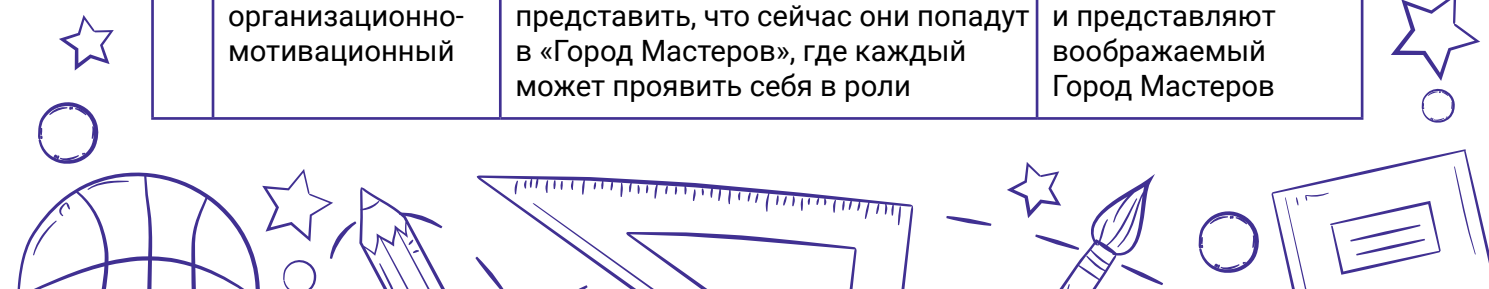 организационно-
мотивационный
представить, что сейчас они попадут
в «Город Мастеров», где каждый
может проявить себя в роли
и представляют
воображаемый
Город Мастеров